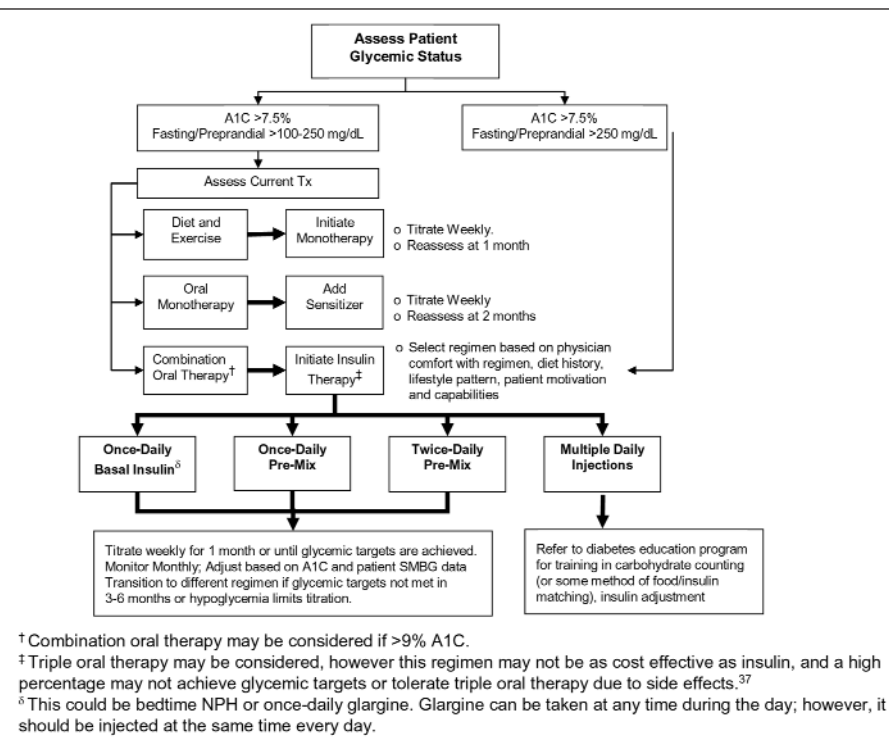 Assess Patient
Glycemic Status
A1C >7.5%
Fasting/Preprandial >100-250 mg/dL
A1C >7.5%
Fasting/Preprandial >250 mg/dL
Assess Current Tx
Diet and
Exercise
Initiate
Monotherapy
o Titrate Weekly.
o Reassess at 1 month
Oral
Monotherapy
Add
Sensitizer
o Titrate Weekly
o Reassess at 2 months
Combination
Oral Therapy†
Initiate Insulin
Therapy‡
o Select regimen based on physician
comfort with regimen, diet history,
lifestyle pattern, patient motivation
and capabilities
Once-Daily
Basal Insulinδ
Once-Daily
Pre-Mix
Twice-Daily
Pre-Mix
Multiple Daily
Injections
Titrate weekly for 1 month or until glycemic targets are achieved.
Monitor Monthly; Adjust based on A1C and patient SMBG data
Transition to different regimen if glycemic targets not met in
3-6 months or hypoglycemia limits titration.
Refer to diabetes education program
for training in carbohydrate counting
(or some method of food/insulin
matching), insulin adjustment
† Combination oral therapy may be considered if >9% A1C.
‡ Triple oral therapy may be considered, however this regimen may not be as cost effective as insulin, and a high
percentage may not achieve glycemic targets or tolerate triple oral therapy due to side effects.37
δ This could be bedtime NPH or once-daily glargine. Glargine can be taken at any time during the day; however, it
should be injected at the same time every day.